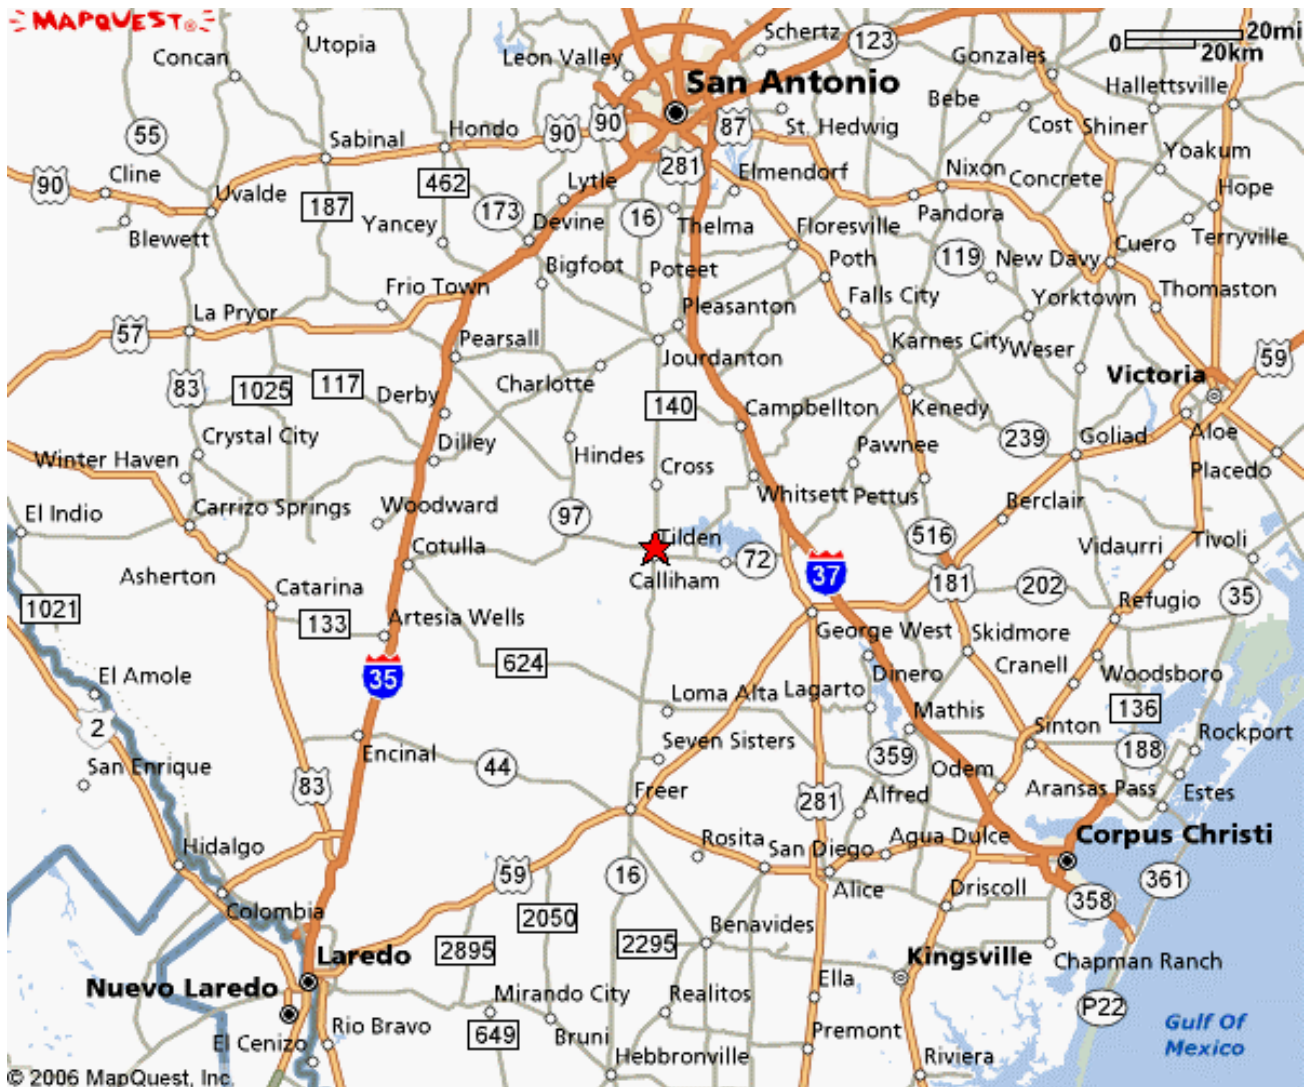 MAPQUEST
Utopia
Concan
Leon Valley
Schertz
123
Gonzales
0
20mi
20km
Hallettsville
San Antonio
Bebe
Cost
Shiner
55
Sabinal
Hondo
90
90
87
St. Hedwig
Yoakum
90
Cline
Uvalde
462
281
Elmendorf
Nixon
Concrete
Hope
187
Lytle
173
Yancey
Devine
16
Thelma
Floresville
Pandora
Cuero
Terryville
Blewett
Bigfoot
Poteet
Poth
119
New Davy
Frio Town
Falls City
Yorktown
Thomaston
La Pryor
Pleasanton
57
Pearsall
Jourdanton
Karnes City
Weser
59
83
1025
117
Derby
Charlotte
140
Campbellton
Kenedy
Victoria
Crystal City
Dilley
Hindes
Pawnee
239
Goliad
Aloe
Winter Haven
Cross
Placedo
El Indio
Carrizo Springs
Woodward
97
Whitsett
Pettus
Berclair
Cotulla
Tilden
72
516
Vidaurri
Tivoli
Asherton
Calliham
37
181
202
35
1021
Catarina
133
Artesia Wells
George West
Skidmore
Refugio
El Amole
35
624
Dinero
Cranell
Woodsboro
2
Loma Alta
Lagarto
Mathis
136
Encinal
Seven Sisters
Sinton
Rockport
San Enrique
83
44
359
188
Freer
281
Alfred
Odem
Aransas Pass
Estes
Hidalgo
Rosita
San Diego
Agua Dulce
Corpus Christi
59
16
Alice
Driscoll
358
361
Colombia
2050
Benavides
Laredo
2895
2295
Kingsville
Chapman Ranch
Nuevo Laredo
Mirando City
Realitos
Ella
P22
El Cenizo
Rio Bravo
649
Bruni
Premont
Gulf Of
Mexico
Hebbronville
Riviera
© 2006 MapQuest, Inc.